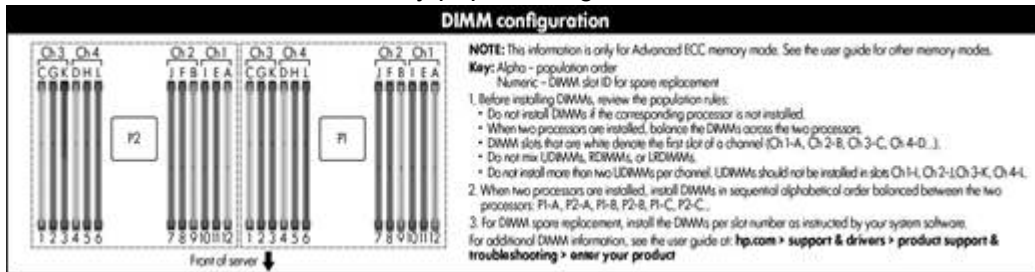 DIMM configuration
Ch 3 Ch 4 Ch 2 Ch 1 Ch 3 Ch 4 Ch 2 Ch 1
C G K D H L J F B I E A C G K D H L J F B I E A
P2 P1
1 2 3 4 5 6 7 8 9 10 11 12 1 2 3 4 5 6 7 8 9 10 11 12
Front of server
NOTE: This information is only for Advanced ECC memory mode. See the user guide for other memory modes.
Key: Alpha - population order
Numeric - DIMM slot ID for spare replacement
1. Before installing DIMMs, review the population rules:
• Do not install DIMMs if the corresponding processor is not installed.
• When two processors are installed, balance the DIMMs across the two processors.
• DIMM slots that are white denote the first slot of a channel (Ch 1-A, Ch 2-B, Ch 3-C, Ch 4-D...).
• Do not mix UDIMMs, RDIMMs, or LRDIMMs.
• Do not install more than two UDIMMs per channel. UDIMMs should not be installed in slots Ch 1-I, Ch 2-J,Ch 3-K, Ch 4-L.
2. When two processors are installed, install DIMMs in sequential alphabetical order balanced between the two
processors: P1-A, P2-A, P1-B, P2-B, P1-C, P2-C.,
3. For DIMM spare replacement, install the DIMMs per slot number as instructed by your system software.
For additional DIMM information, see the user guide at: hp.com > support & drivers > product support &
troubleshooting > enter your product